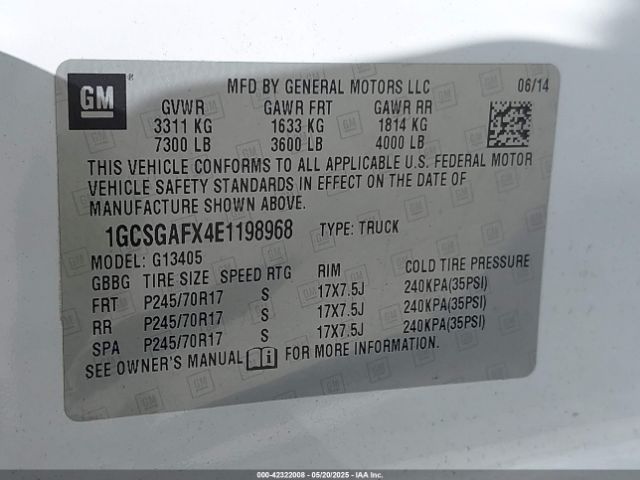 GM
MFD BY GENERAL MOTORS LLC 06/14
GVWR GAWR FRT GAWR RR
3311 KG 1633 KG 1814 KG
7300 LB 3600 LB 4000 LB
THIS VEHICLE CONFORMS TO ALL APPLICABLE U.S. FEDERAL MOTOR
VEHICLE SAFETY STANDARDS IN EFFECT ON THE DATE OF
MANUFACTURE SHOWN ABOVE.
1GCSGAFX4E1198968 TYPE: TRUCK
MODEL: G13405
GBBG TIRE SIZE SPEED RTG RIM COLD TIRE PRESSURE
FRT P245/70R17 S 17X7.5J 240KPA(35PSI)
RR P245/70R17 S 17X7.5J 240KPA(35PSI)
SPA P245/70R17 S 17X7.5J 240KPA(35PSI)
SEE OWNER'S MANUAL FOR MORE INFORMATION.
000-42322008 - 05/20/2025 - IAA Inc.